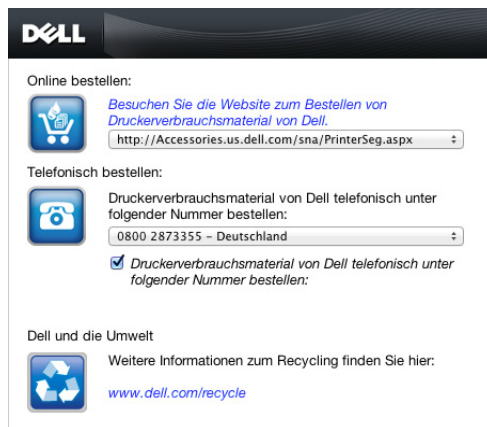 DELL
Online bestellen:
Besuchen Sie die Website zum Bestellen von
Druckerverbrauchsmaterial von Dell.
http://Accessories.us.dell.com/sna/PrinterSeg.aspx
Telefonisch bestellen:
Druckerverbrauchsmaterial von Dell telefonisch unter
folgender Nummer bestellen:
0800 2873355 – Deutschland
Druckerverbrauchsmaterial von Dell telefonisch unter
folgender Nummer bestellen:
Dell und die Umwelt
Weitere Informationen zum Recycling finden Sie hier:
www.dell.com/recycle